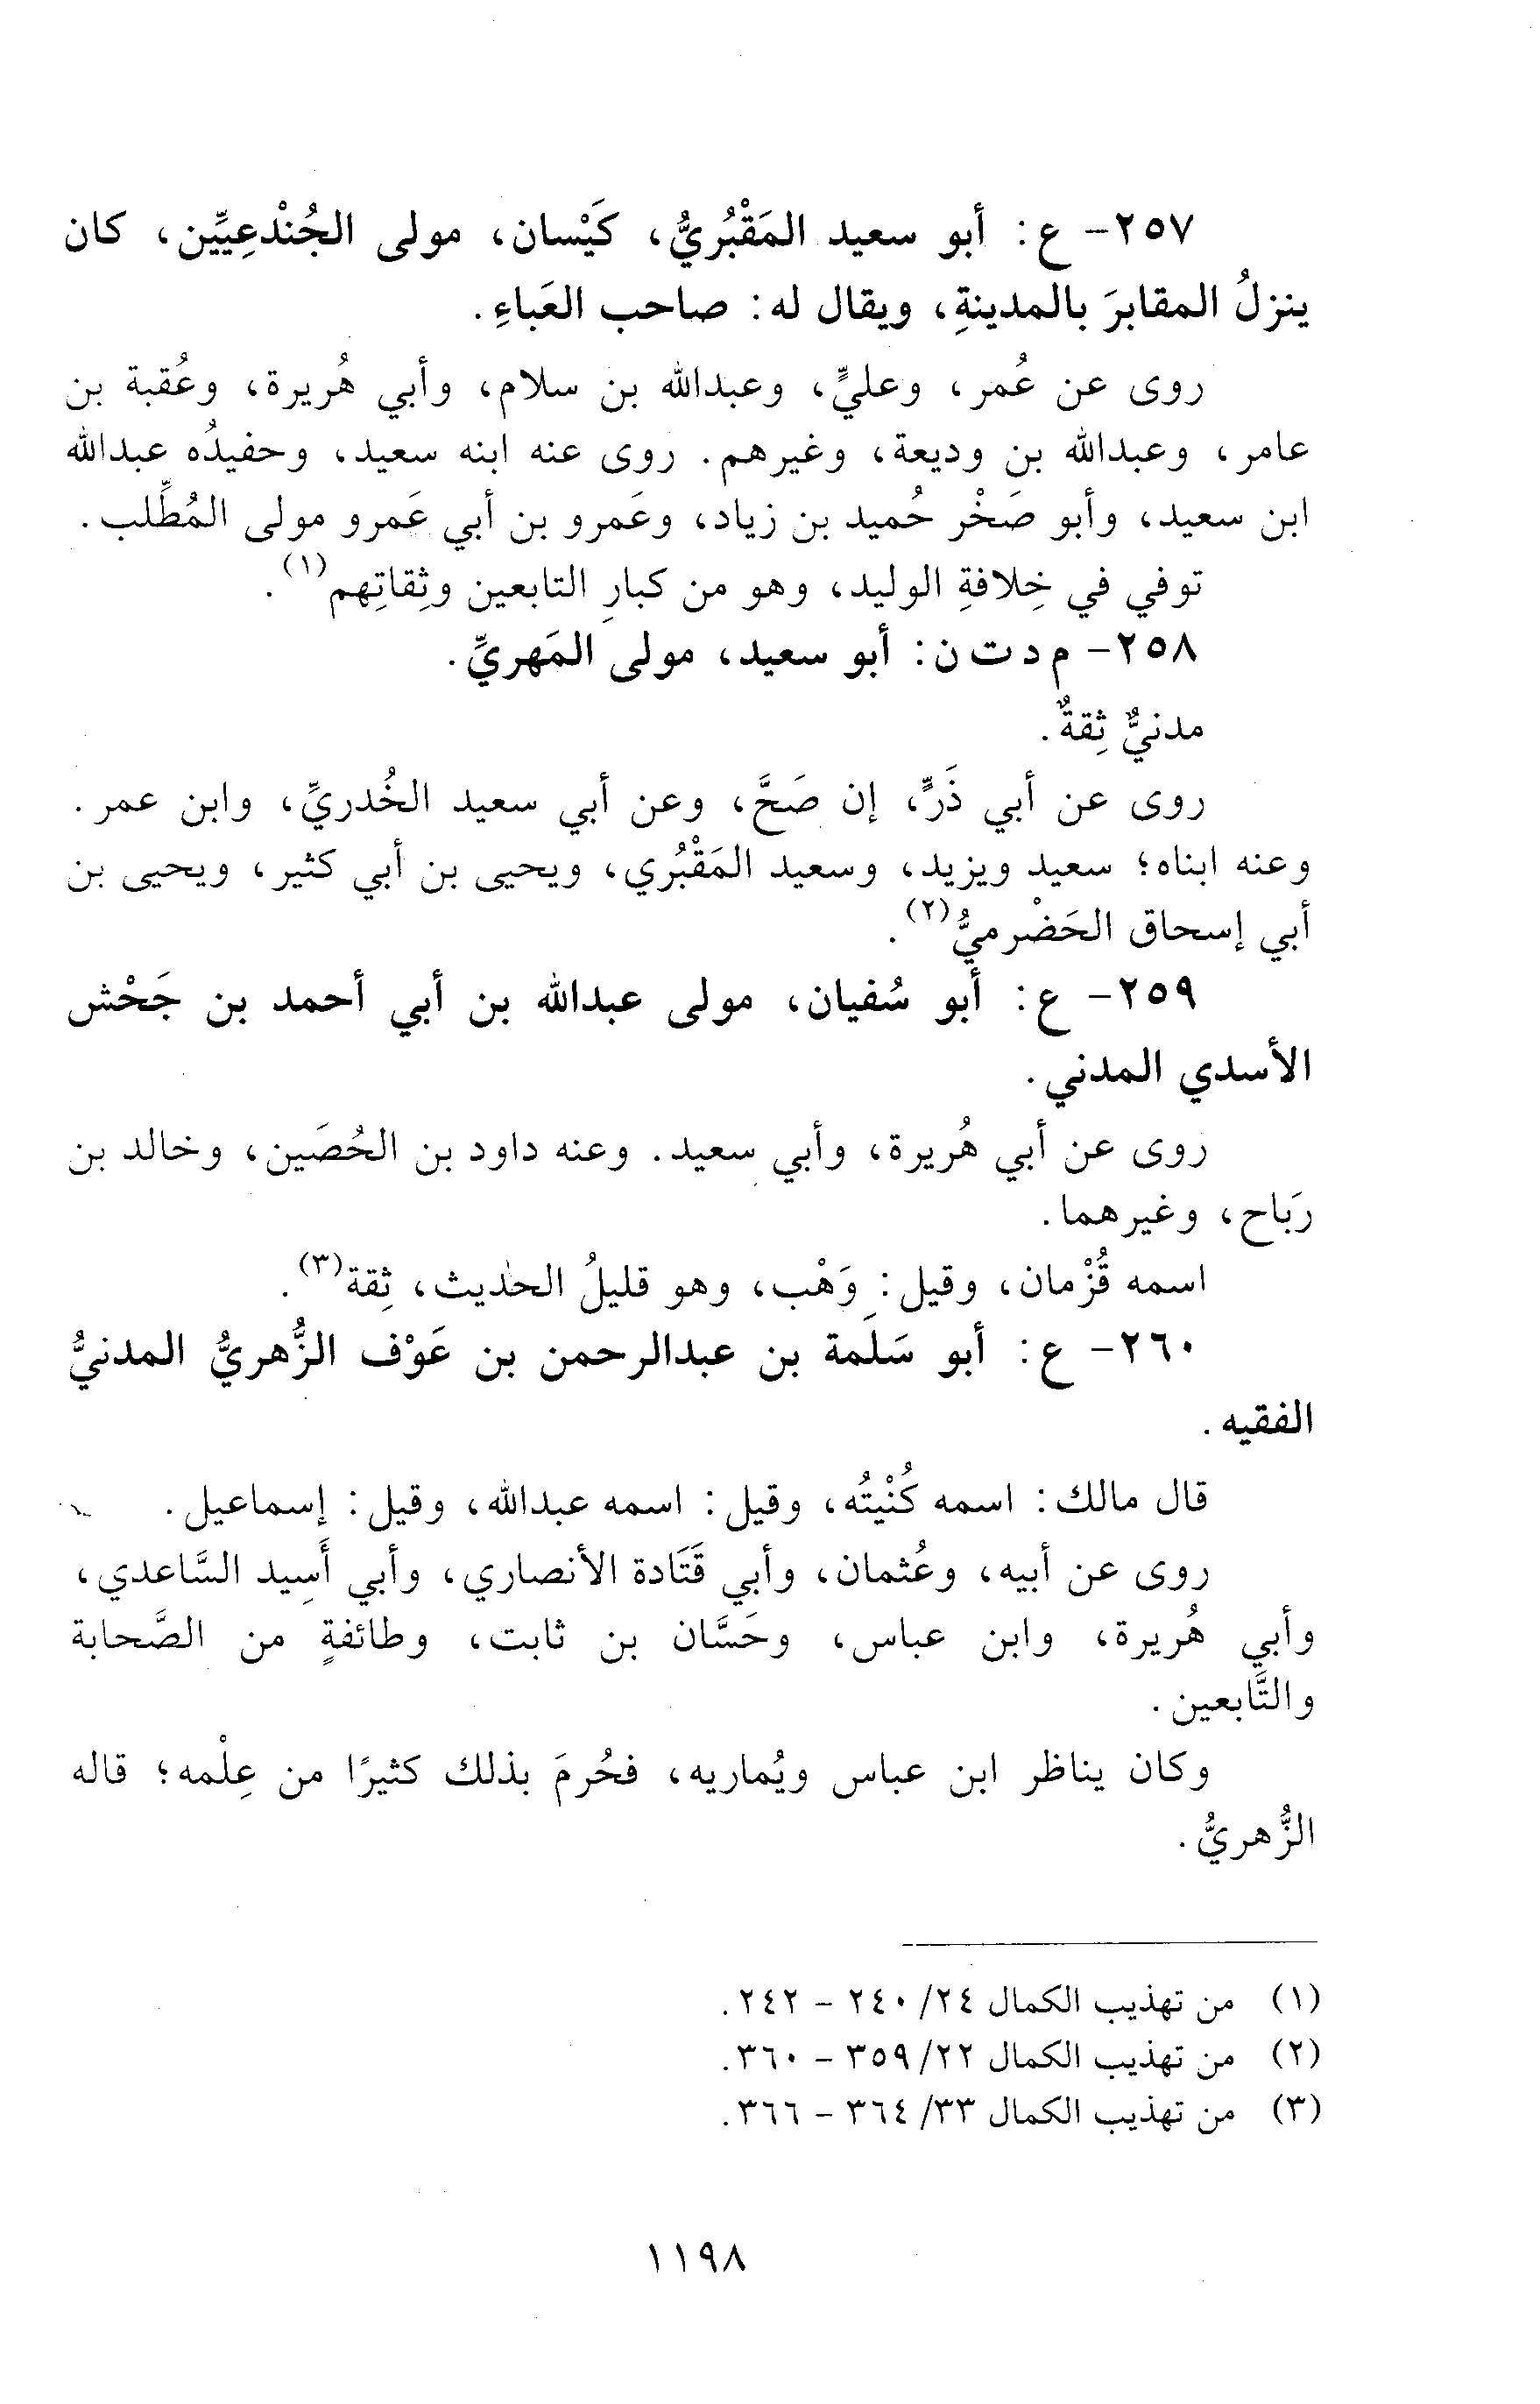 ٢٥٧- ع: أبو سعيد المَقْبُريُّ، كَيْسان، مولى الجُنْدعِيِّين، كان
ينزلُ المقابرَ بالمدينةِ، ويقال له: صاحب العَباءِ.
روى عن عُمر، وعليٍّ، وعبدالله بن سلام، وأبي هُريرة، وعُقبة بن
عامر، وعبدالله بن وديعة، وغيرهم. روى عنه ابنه سعيد، وحفيدُه عبدالله
ابن سعيد، وأبو صَخْر حُميد بن زياد، وعَمرو بن أبي عَمرو مولى المُطَّلب.
توفي في خِلافةِ الوليد، وهو من كبارِ التابعين وثِقاتِهم(١).
٢٥٨- م د ت ن: أبو سعيد، مولى المَهريِّ.
مدنيٌّ ثِقةٌ.
روى عن أبي ذَرٍّ، إن صَحَّ، وعن أبي سعيد الخُدريِّ، وابن عمر.
وعنه ابناه؛ سعيد ويزيد، وسعيد المَقْبُري، ويحيى بن أبي كثير، ويحيى بن
أبي إسحاق الحَضْرميُّ(٢).
٢٥٩- ع: أبو سُفيان، مولى عبدالله بن أبي أحمد بن جَحْش
الأسدي المدني.
روى عن أبي هُريرة، وأبي سعيد. وعنه داود بن الحُصَين، وخالد بن
رَباح، وغيرهما.
اسمه قُزْمان، وقيل: وَهْب، وهو قليلُ الحديث، ثِقة(٣).
٢٦٠- ع: أبو سَلَمة بن عبدالرحمن بن عَوْف الزُّهريُّ المدنيُّ
الفقيه.
قال مالك: اسمه كُنْيتُه، وقيل: اسمه عبدالله، وقيل: إسماعيل.
روى عن أبيه، وعُثمان، وأبي قَتَادة الأنصاري، وأبي أَسِيد السَّاعدي،
وأبي هُريرة، وابن عباس، وحَسَّان بن ثابت، وطائفةٍ من الصَّحابة
والتَّابعين.
وكان يناظر ابن عباس ويُماريه، فحُرمَ بذلك كثيرًا من عِلْمه؛ قاله
الزُّهريُّ.
(١) من تهذيب الكمال ٢٤/ ٢٤٠ - ٢٤٢.
(٢) من تهذيب الكمال ٢٢/ ٣٥٩ - ٣٦٠.
(٣) من تهذيب الكمال ٣٣/ ٣٦٤ - ٣٦٦.
١١٩٨